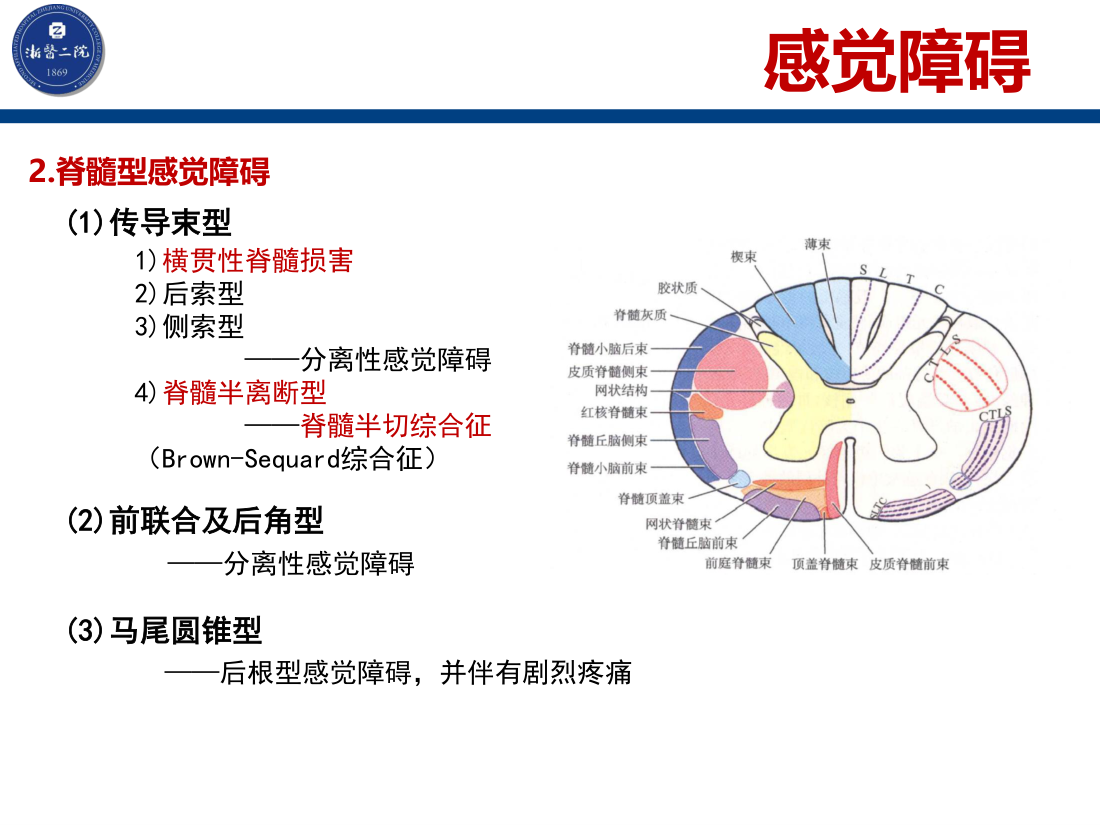 浙醫二院
1869
感觉障碍
2.脊髓型感觉障碍
(1)传导束型
1)横贯性脊髓损害
2)后索型
3)侧索型
——分离性感觉障碍
4)脊髓半离断型
——脊髓半切综合征
（Brown-Sequard综合征）
(2)前联合及后角型
——分离性感觉障碍
(3)马尾圆锥型
——后根型感觉障碍，并伴有剧烈疼痛
薄束
楔束
S L T C
胶状质
脊髓灰质
脊髓小脑后束
皮质脊髓侧束
网状结构
红核脊髓束
脊髓丘脑侧束
脊髓小脑前束
脊髓顶盖束
网状脊髓束
脊髓丘脑前束
前庭脊髓束
顶盖脊髓束
皮质脊髓前束
C T L S
CTLS